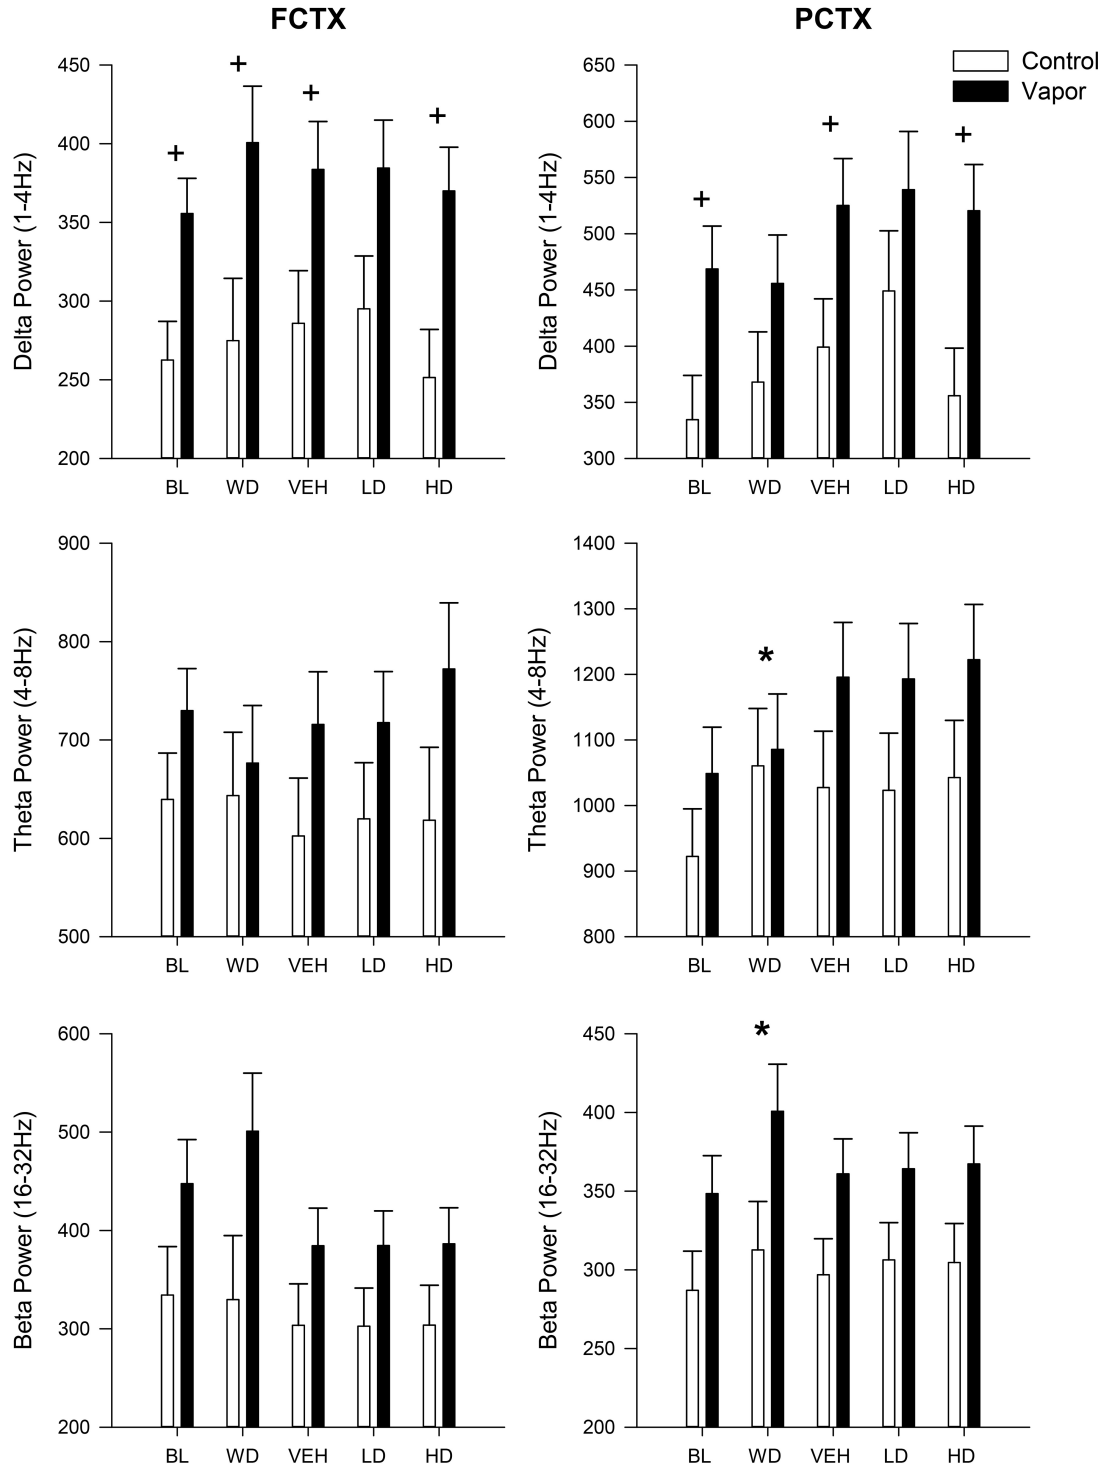 FCTX
PCTX
Control
Vapor
Delta Power (1-4Hz)
450
400
350
300
250
200
+ + + +
BL WD VEH LD HD
Delta Power (1-4Hz)
650
600
550
500
450
400
350
300
+ + +
BL WD VEH LD HD
Theta Power (4-8Hz)
900
800
700
600
500
BL WD VEH LD HD
Theta Power (4-8Hz)
1400
1300
1200
1100
1000
900
800
*
BL WD VEH LD HD
Beta Power (16-32Hz)
600
500
400
300
200
BL WD VEH LD HD
Beta Power (16-32Hz)
450
400
350
300
250
200
*
BL WD VEH LD HD